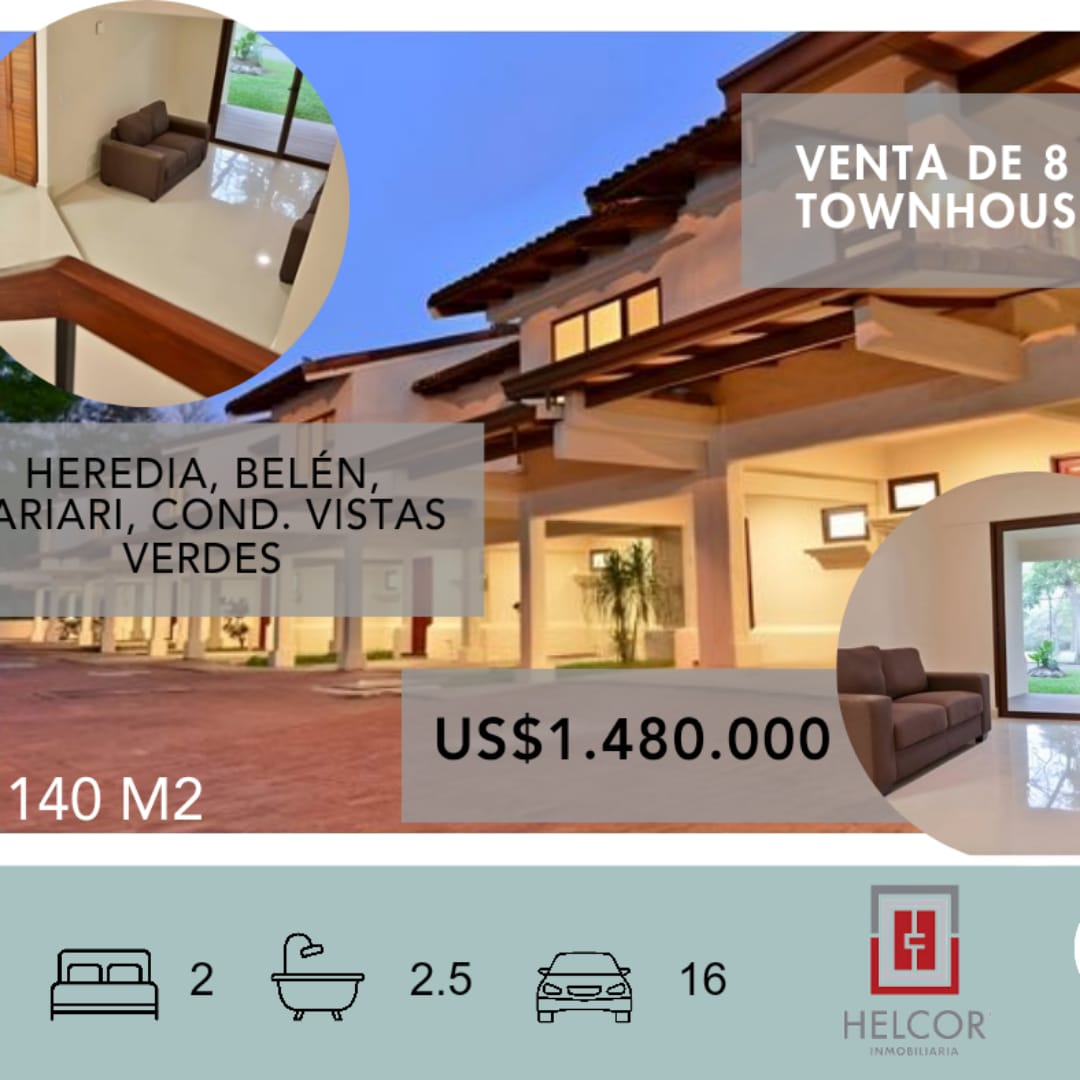 VENTA DE 8
TOWNHOUS
HEREDIA, BELÉN,
ARIARI, COND. VISTAS
VERDES
US$1.480.000
140 M2
2
2.5
16
HELCOR
INMOBILIARIA